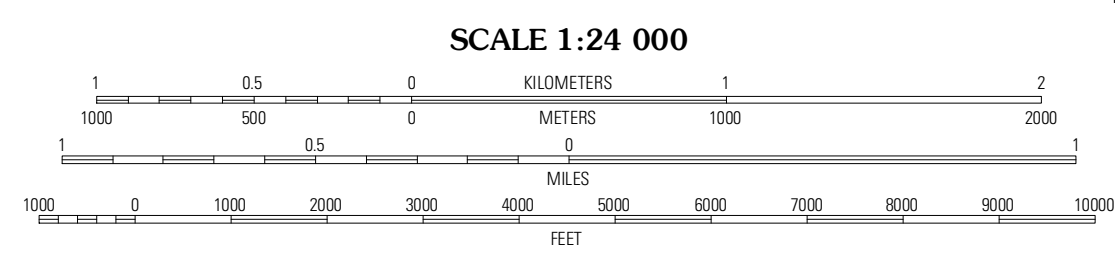 SCALE 1:24 000
1 0.5 0 KILOMETERS 1 2
1000 500 0 METERS 1000 2000
1 0.5 0 1
MILES
1000 0 1000 2000 3000 4000 5000 6000 7000 8000 9000 10000
FEET